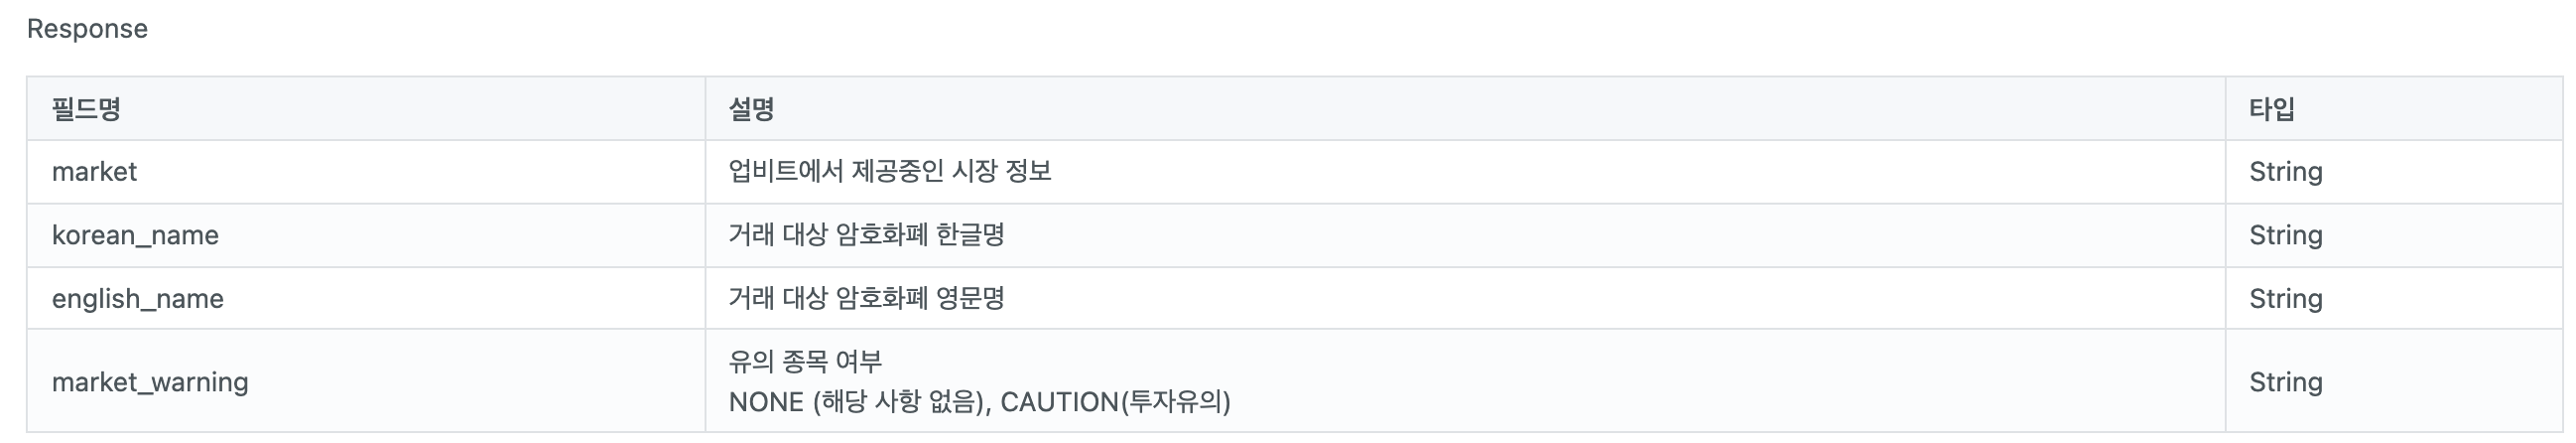 Response
필드명 설명 타입
market 업비트에서 제공중인 시장 정보 String
korean_name 거래 대상 암호화폐 한글명 String
english_name 거래 대상 암호화폐 영문명 String
market_warning 유의 종목 여부 String
NONE (해당 사항 없음), CAUTION(투자유의)